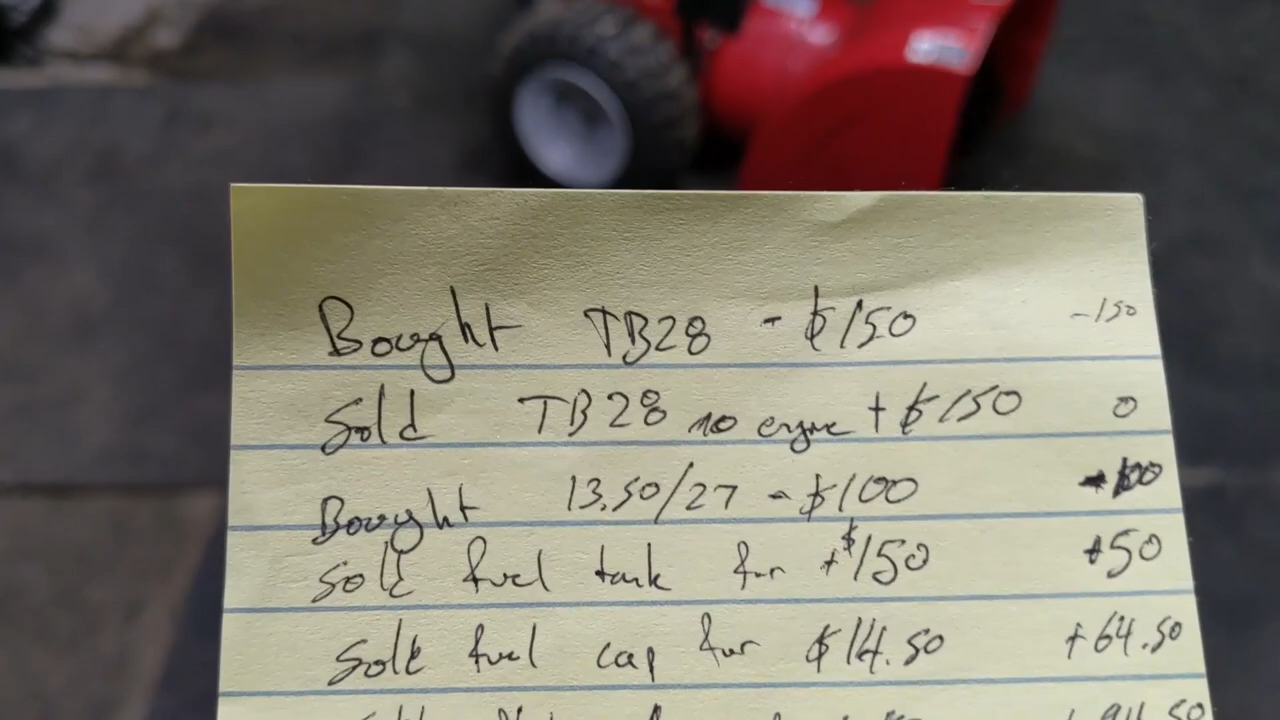 Bought TB28 - $150 -150
Sold TB28 no engine + $150 0
Bought 13.50/27 - $100 -100
Sold fuel tank for +$150 +50
Sold fuel cap for $14.50 +64.50